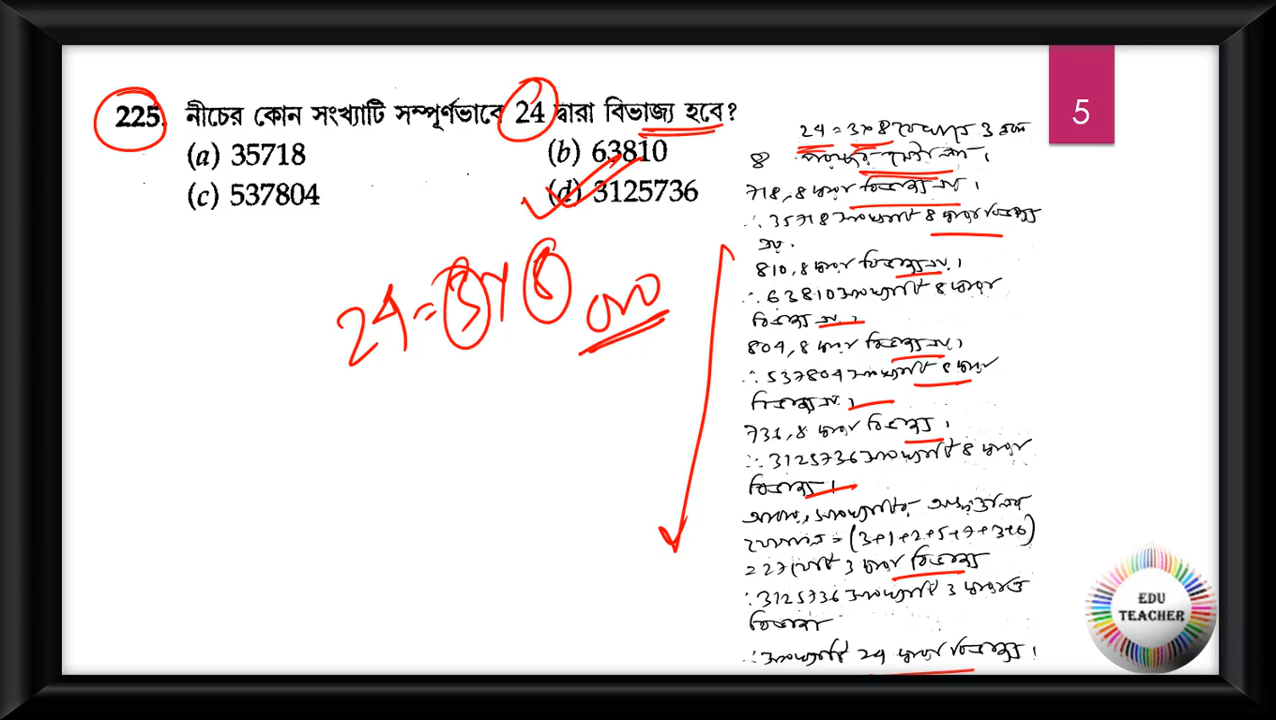 5
225. নীচের কোন সংখ্যাটি সম্পূর্ণভাবে 24 দ্বারা বিভাজ্য হবে?
(a) 35718 (b) 63810
(c) 537804 (d) 3125736
24 = 3 × 8
24 = 3 × 8 যেখানে 3 এবং
8 পরস্পর মৌলিক।
718, 8 দ্বারা বিভাজ্য নয়।
∴ 35718 সংখ্যাটি 8 দ্বারা বিভাজ্য
নয়.
810, 8 দ্বারা বিভাজ্য নয়।
∴ 63810 সংখ্যাটি 8 দ্বারা
বিভাজ্য নয়।
804, 8 দ্বারা বিভাজ্য নয়।
∴ 537804 সংখ্যাটি 8 দ্বারা
বিভাজ্য নয়।
736, 8 দ্বারা বিভাজ্য।
∴ 3125736 সংখ্যাটি 8 দ্বারা
বিভাজ্য।
আবার, সংখ্যাটির অঙ্কগুলির
যোগফল = (3+1+2+5+7+3+6)
= 27 যেটি 3 দ্বারা বিভাজ্য
∴ 3125736 সংখ্যাটি 3 দ্বারাও
বিভাজ্য
∴ সংখ্যাটি 24 দ্বারা বিভাজ্য।
EDU
TEACHER